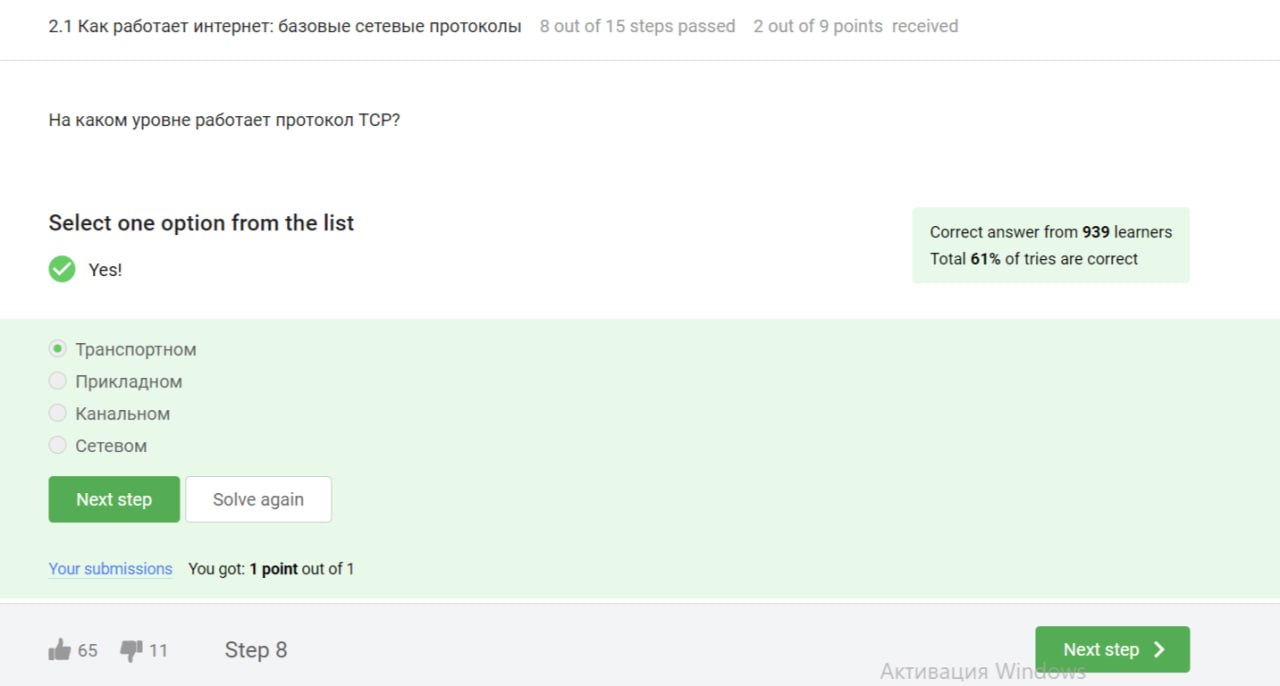 2.1 Как работает интернет: базовые сетевые протоколы 8 out of 15 steps passed 2 out of 9 points received
На каком уровне работает протокол TCP?
Select one option from the list
Yes!
Correct answer from 939 learners
Total 61% of tries are correct
Транспортном
Прикладном
Канальном
Сетевом
Next step Solve again
Your submissions You got: 1 point out of 1
65 11 Step 8 Next step
Активация Windows